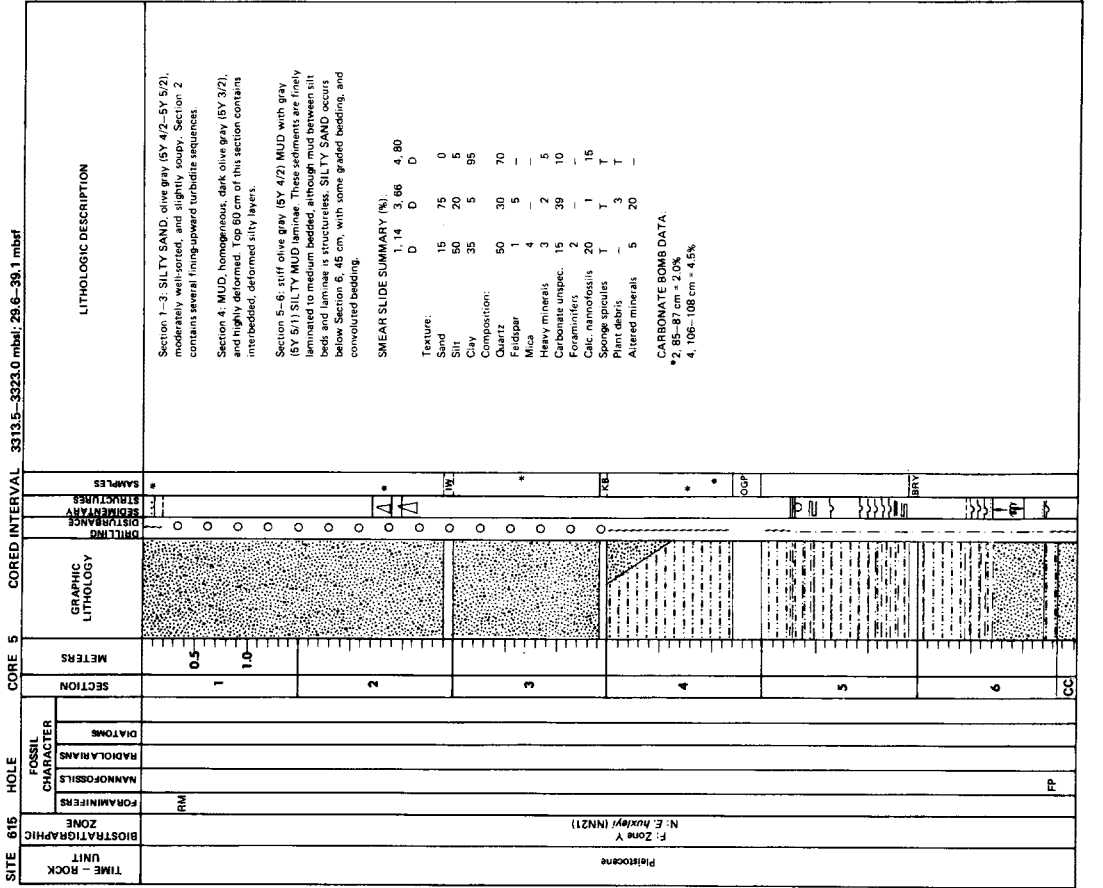 SITE 615 HOLE CORE 5 CORED INTERVAL 3313.5–3323.0 mbsl; 29.6–39.1 mbsf
TIME – ROCK
UNIT
BIOSTRATIGRAPHIC
ZONE
FOSSIL
CHARACTER
FORAMINIFERS
NANNOFOSSILS
RADIOLARIANS
DIATOMS
SECTION
METERS
GRAPHIC
LITHOLOGY
DRILLING
DISTURBANCE
SEDIMENTARY
STRUCTURES
SAMPLES
LITHOLOGIC DESCRIPTION
Pleistocene
F: Zone Y
N: E. huxleyi (NN21)
RM
FP
1
2
3
4
5
6
CC
0.5
1.0
*
*
IW
*
KB
*
*
OGP
BRY
Section 1–3: SILTY SAND, olive gray (5Y 4/2–5Y 5/2),
moderately well-sorted, and slightly soupy. Section 2
contains several fining-upward turbidite sequences.
Section 4: MUD, homogeneous, dark olive gray (5Y 3/2),
and highly deformed. Top 60 cm of this section contains
interbedded, deformed silty layers.
Section 5–6: stiff olive gray (5Y 4/2) MUD with gray
(5Y 5/1) SILTY MUD laminae. These sediments are finely
laminated to medium bedded, although mud between silt
beds and laminae is structureless. SILTY SAND occurs
below Section 6, 45 cm, with some graded bedding, and
convoluted bedding.
SMEAR SLIDE SUMMARY (%):
1, 14 3, 66 4, 80
D D D
Texture:
Sand 15 75 0
Silt 50 20 5
Clay 35 5 95
Composition:
Quartz 50 30 70
Feldspar 1 5 –
Mica 4 – –
Heavy minerals 3 2 5
Carbonate unspec. 15 39 10
Foraminifers 2 – –
Calc. nannofossils 20 1 15
Sponge spicules T T T
Plant debris – 3 T
Altered minerals 5 20 –
CARBONATE BOMB DATA:
*2, 85–87 cm = 2.0%
4, 106–108 cm = 4.5%